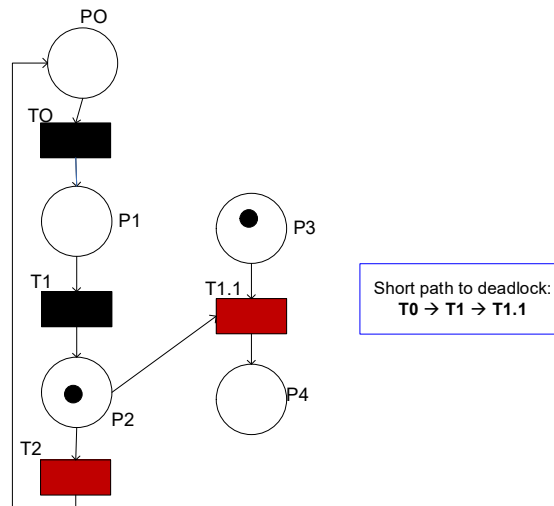 PO
TO
P1
P3
T1
T1.1
Short path to deadlock:
T0 → T1 → T1.1
P2
P4
T2